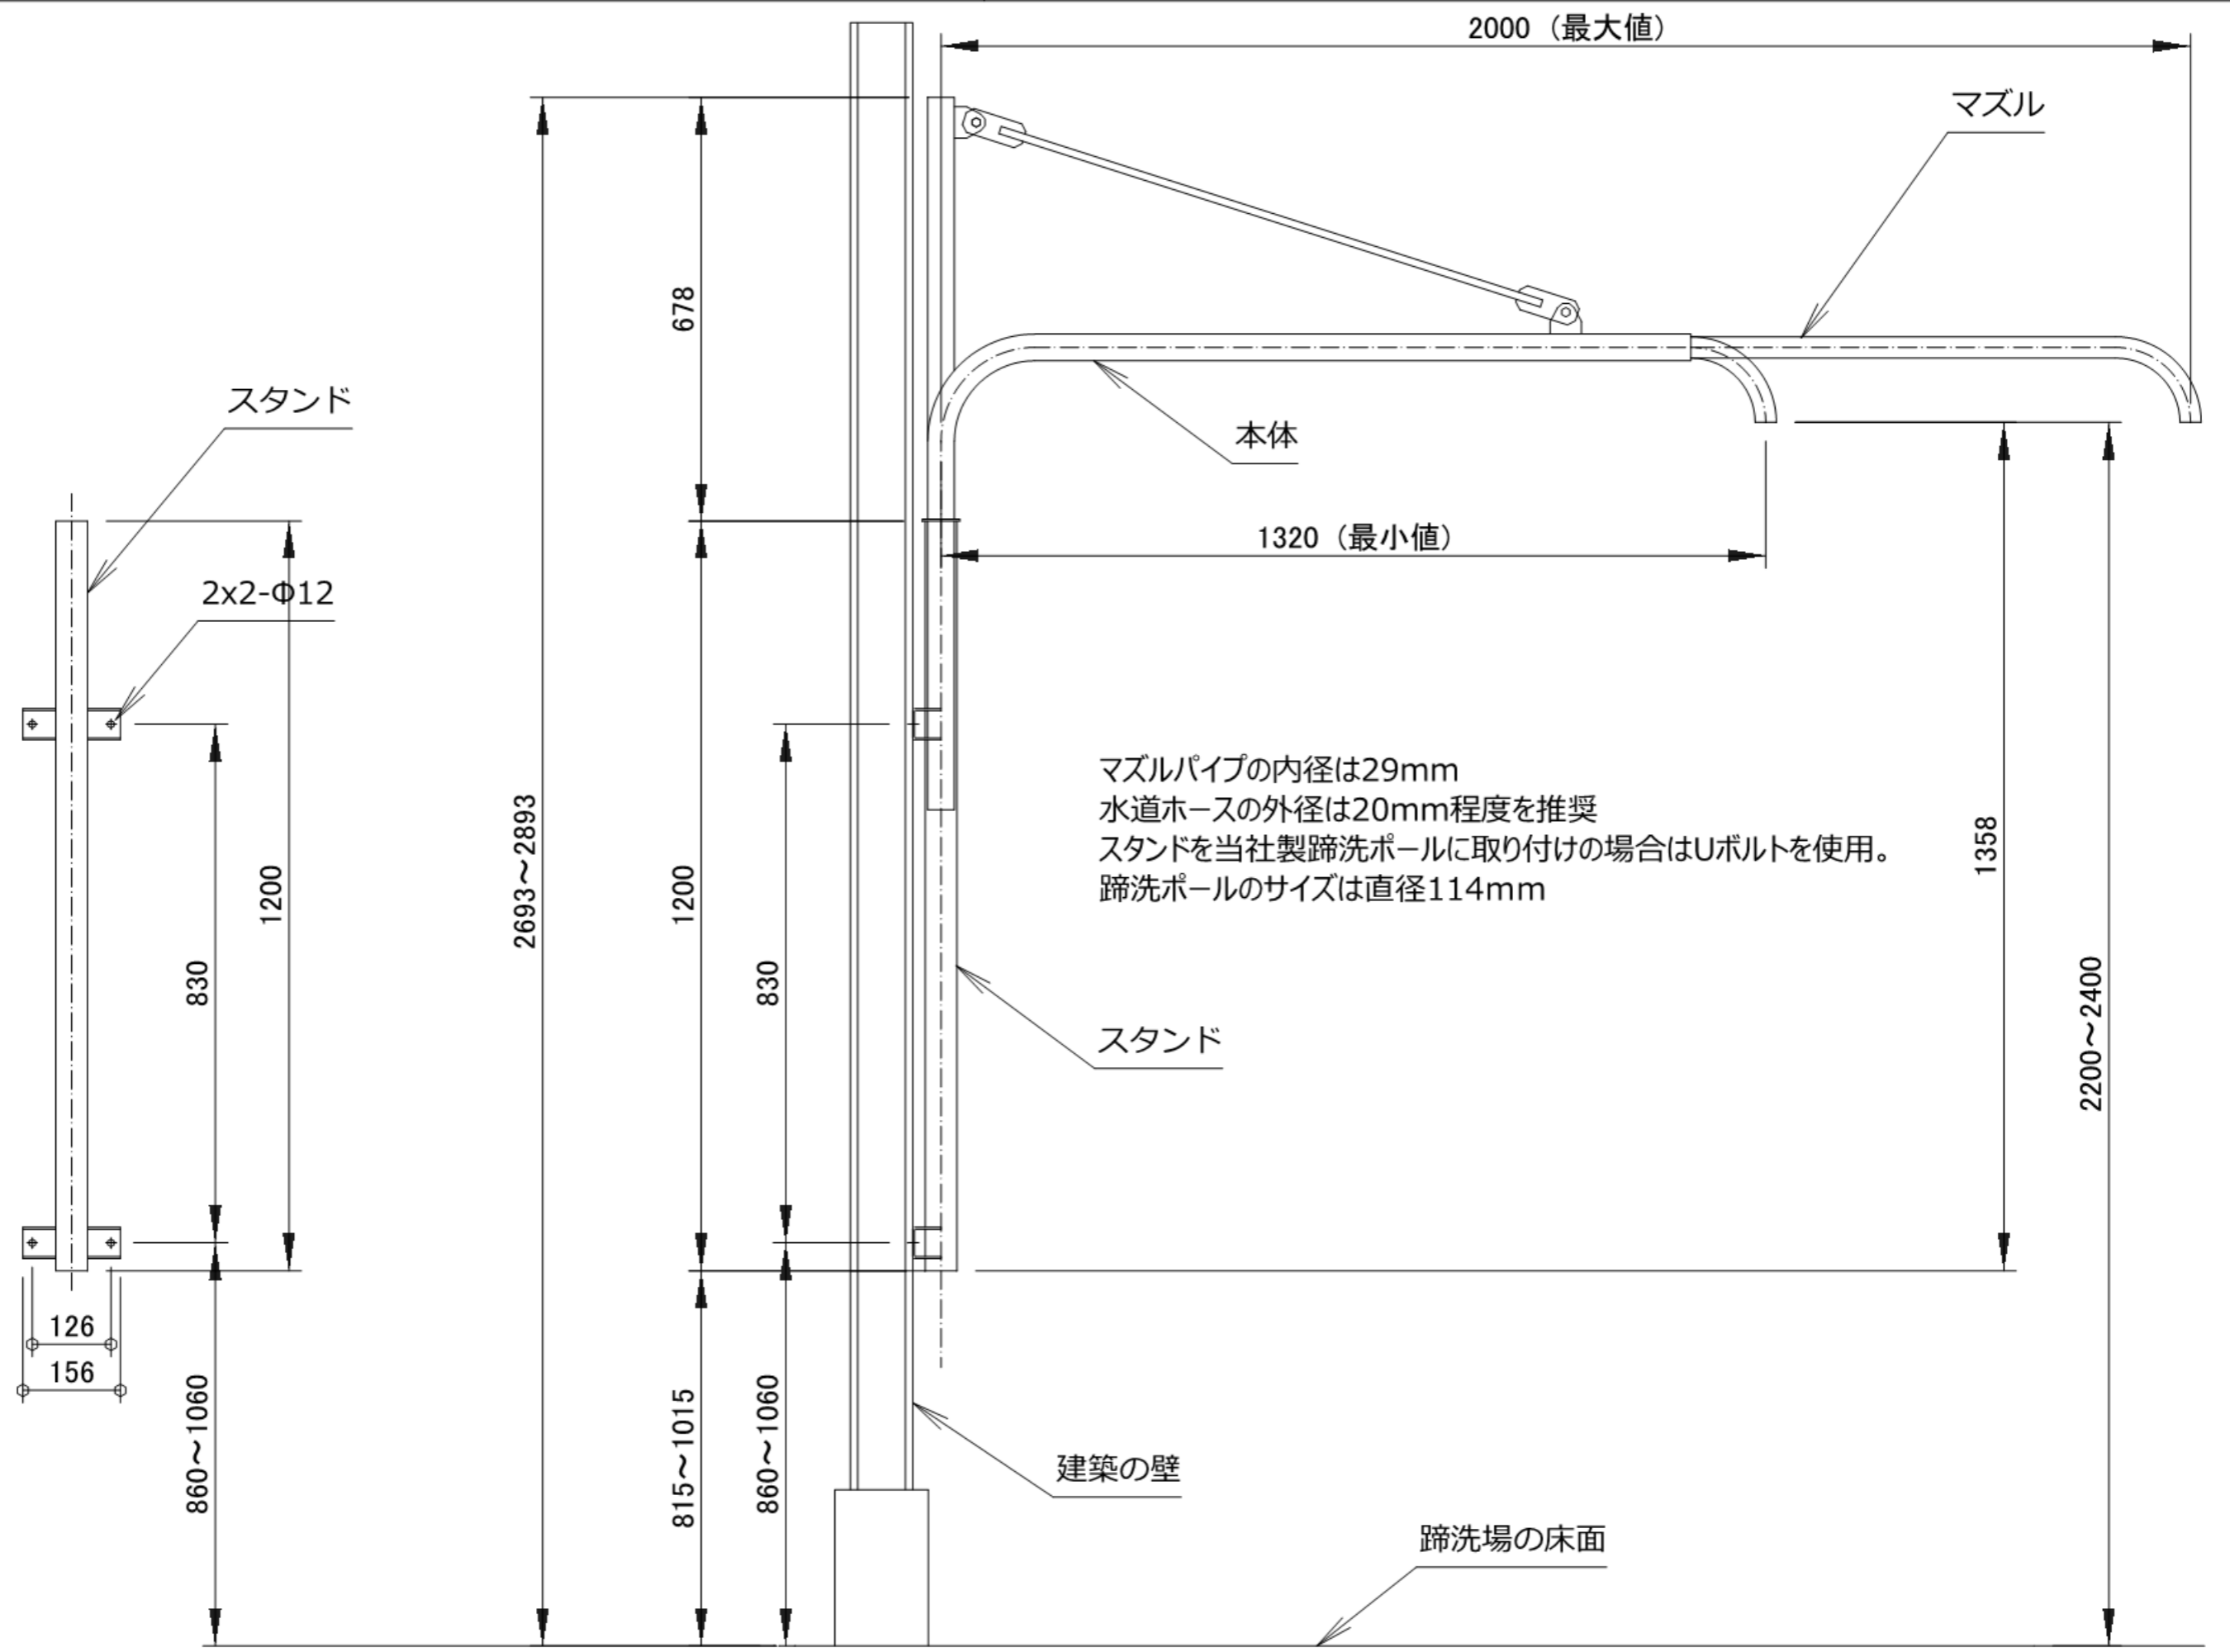 2000（最大値）
マズル
678
スタンド
本体
1320（最小値）
2x2-Φ12
マズルパイプの内径は29mm
水道ホースの外径は20mm程度を推奨
スタンドを当社製蹄洗ポールに取り付けの場合はUボルトを使用。
蹄洗ポールのサイズは直径114mm
2693～2893
1200
1200
830
830
1358
2200～2400
スタンド
126
156
860～1060
815～1015
860～1060
建築の壁
蹄洗場の床面